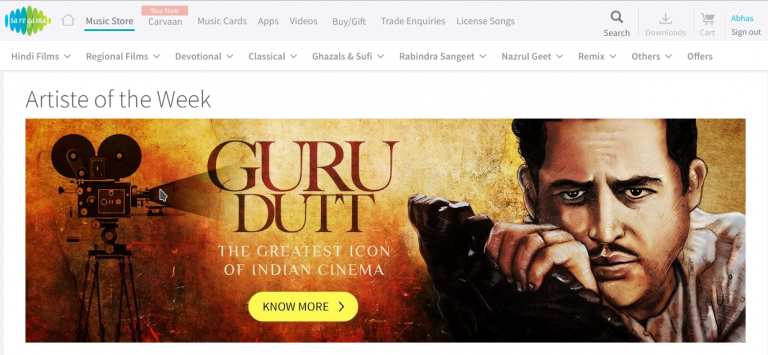 saregama
Music Store
Buy Now
Carvaan
Music Cards
Apps
Videos
Buy/Gift
Trade Enquiries
License Songs
Search
Downloads
Cart
Abhas
Sign out
Hindi Films
Regional Films
Devotional
Classical
Ghazals & Sufi
Rabindra Sangeet
Nazrul Geet
Remix
Others
Offers
Artiste of the Week
GURU
DUTT
THE GREATEST ICON
OF INDIAN CINEMA
KNOW MORE